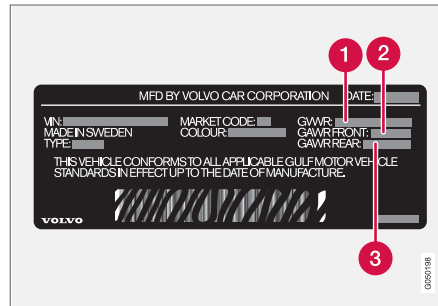 1
2
MFD BY VOLVO CAR CORPORATION DATE:
VIN: MARKET CODE: GVWR:
MADE IN SWEDEN COLOUR: GAWR FRONT:
TYPE: GAWR REAR:
THIS VEHICLE CONFORMS TO ALL APPLICABLE GULF MOTOR VEHICLE
STANDARDS IN EFFECT UP TO THE DATE OF MANUFACTURE.
VOLVO
3
G050198